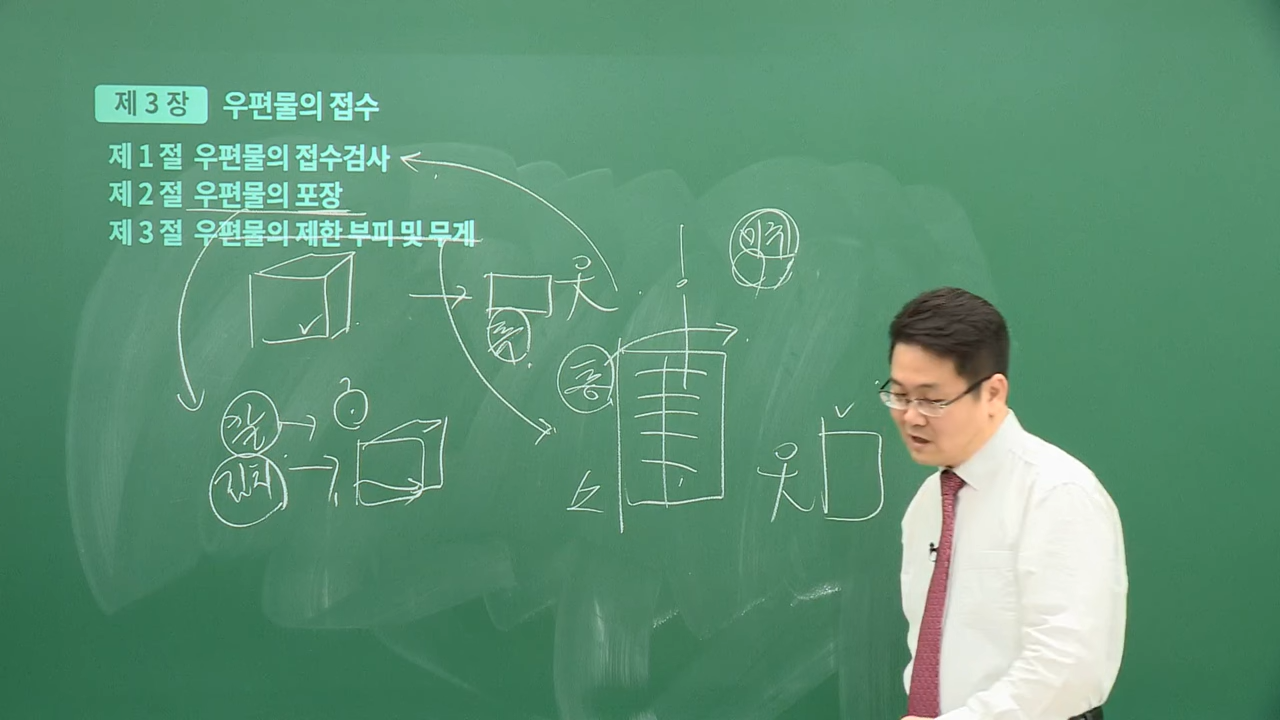 제 3 장 우편물의 접수
제 1 절 우편물의 접수검사
제 2 절 우편물의 포장
제 3 절 우편물의 제한 부피 및 무게
소